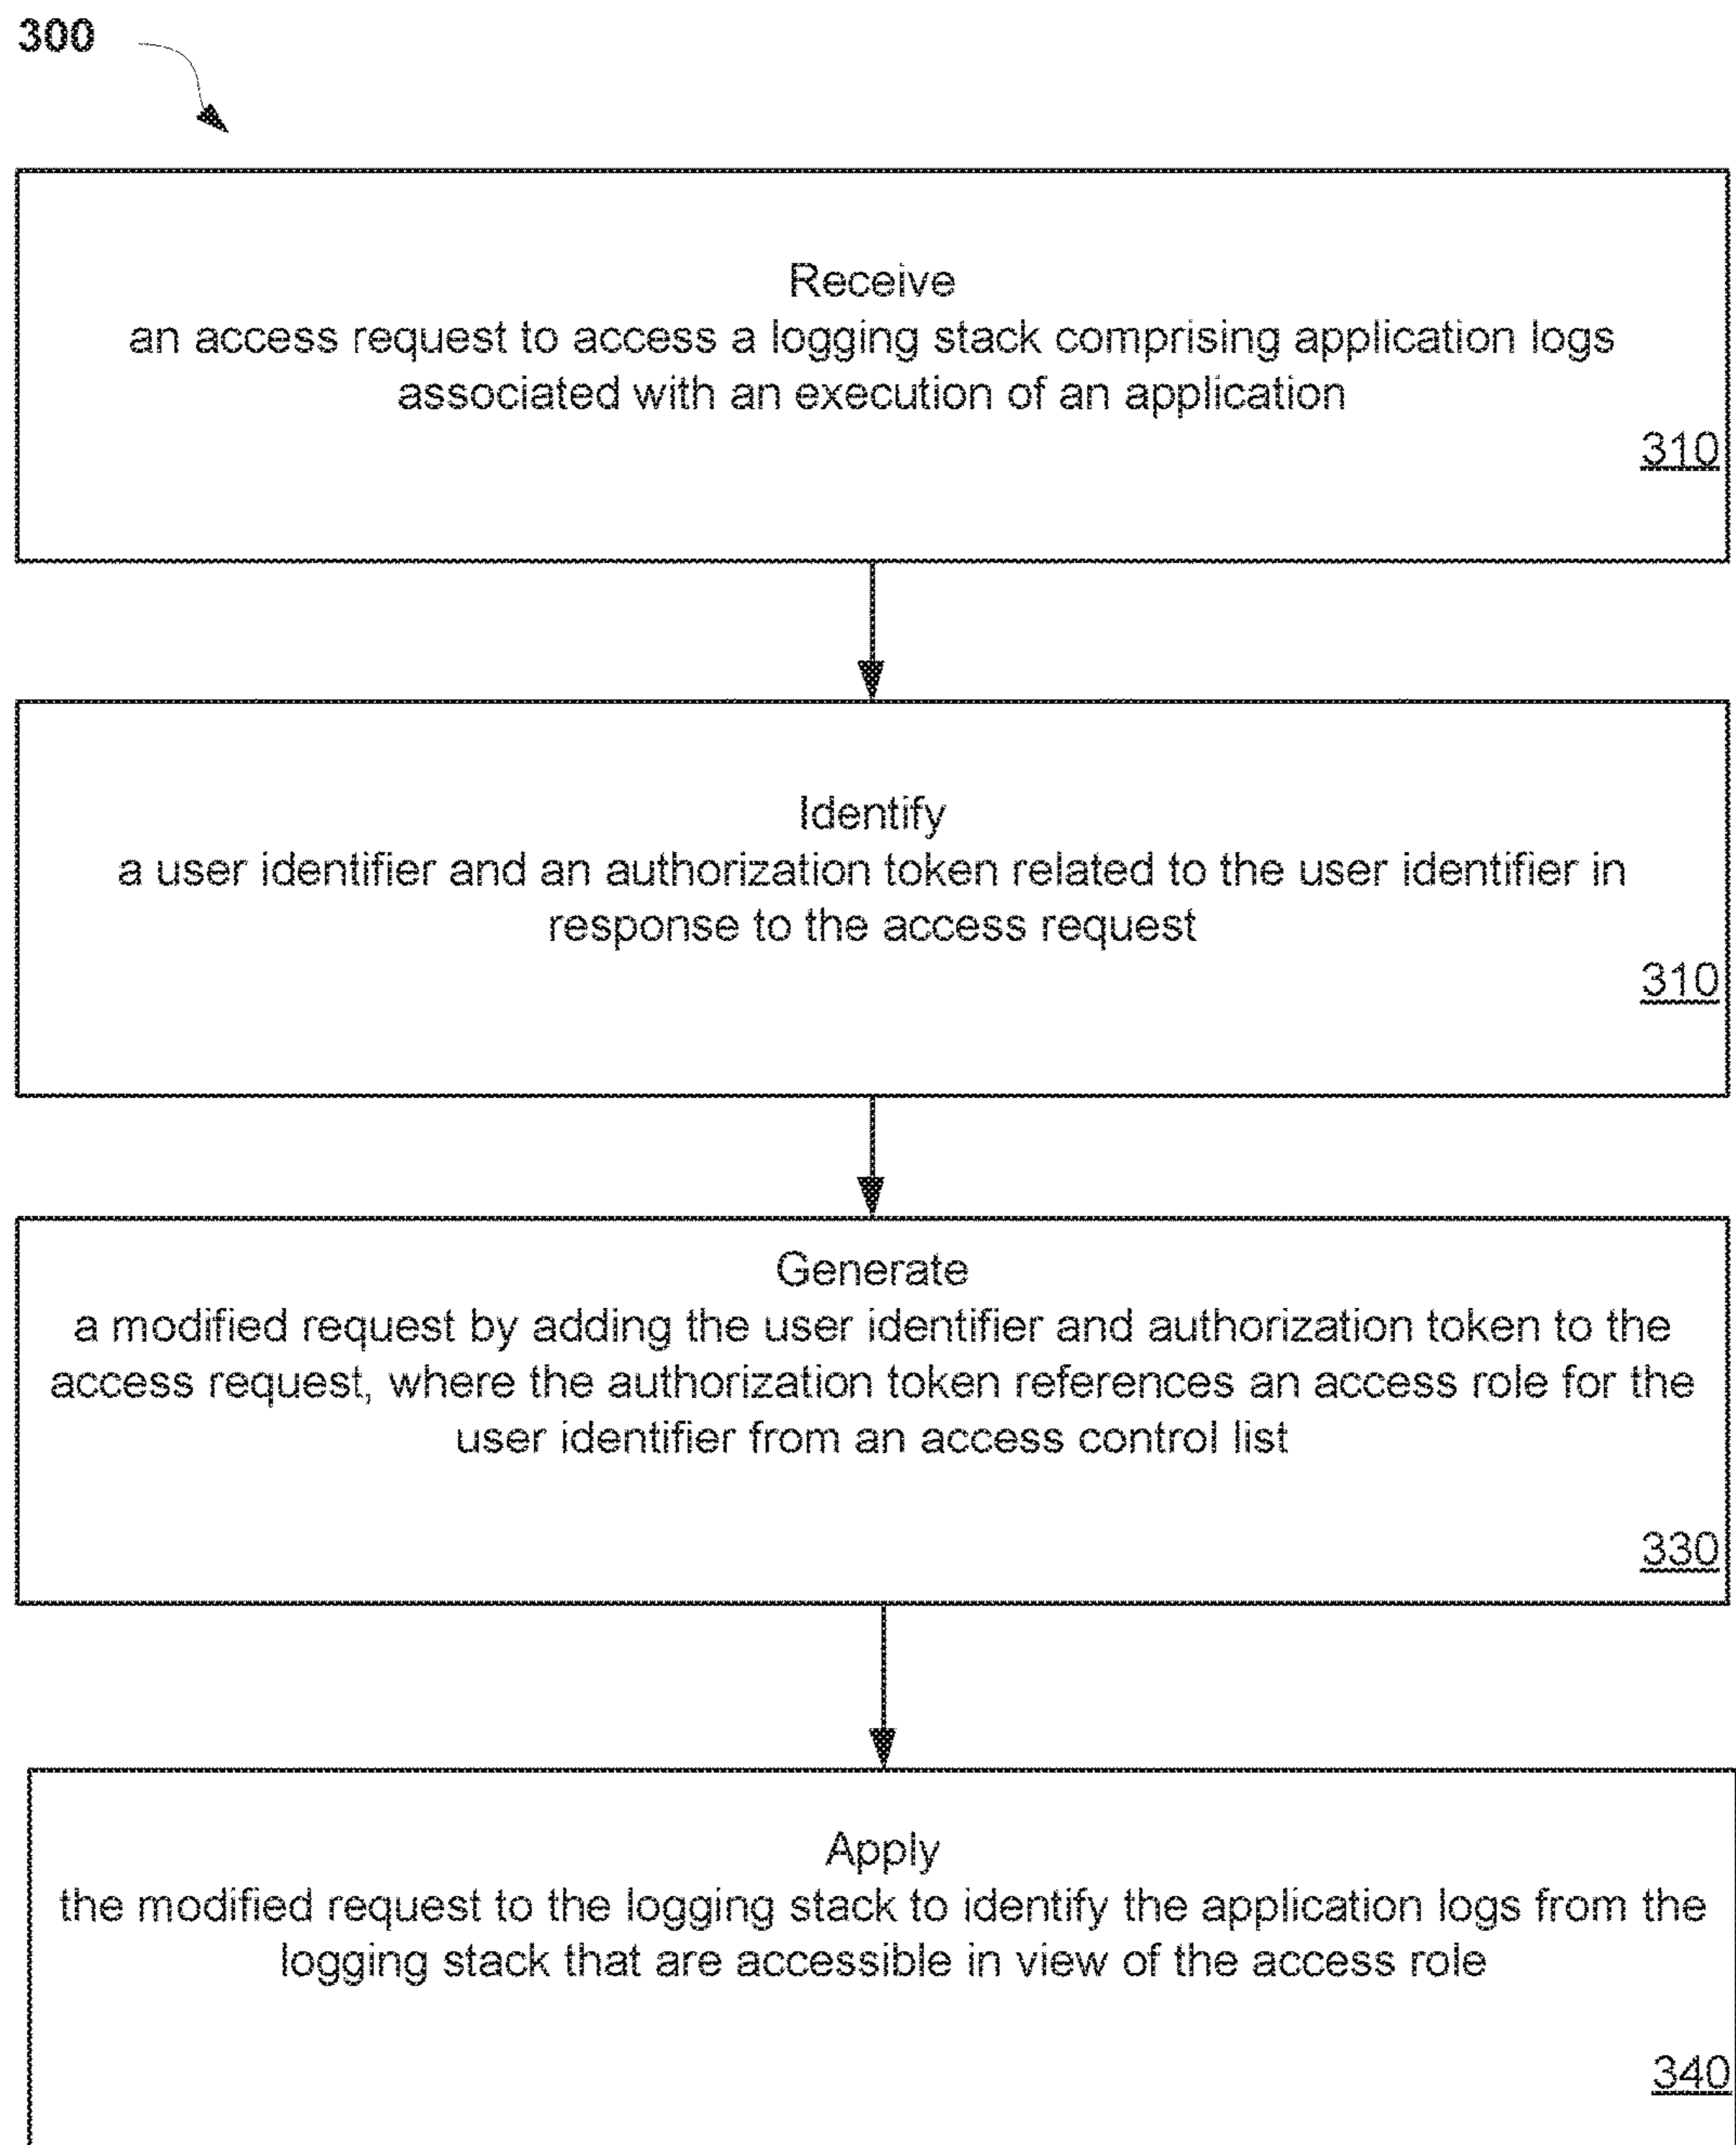 300
Receive
an access request to access a logging stack comprising application logs
associated with an execution of an application
310
Identify
a user identifier and an authorization token related to the user identifier in
response to the access request
310
Generate
a modified request by adding the user identifier and authorization token to the
access request, where the authorization token references an access role for the
user identifier from an access control list
330
Apply
the modified request to the logging stack to identify the application logs from the
logging stack that are accessible in view of the access role
340